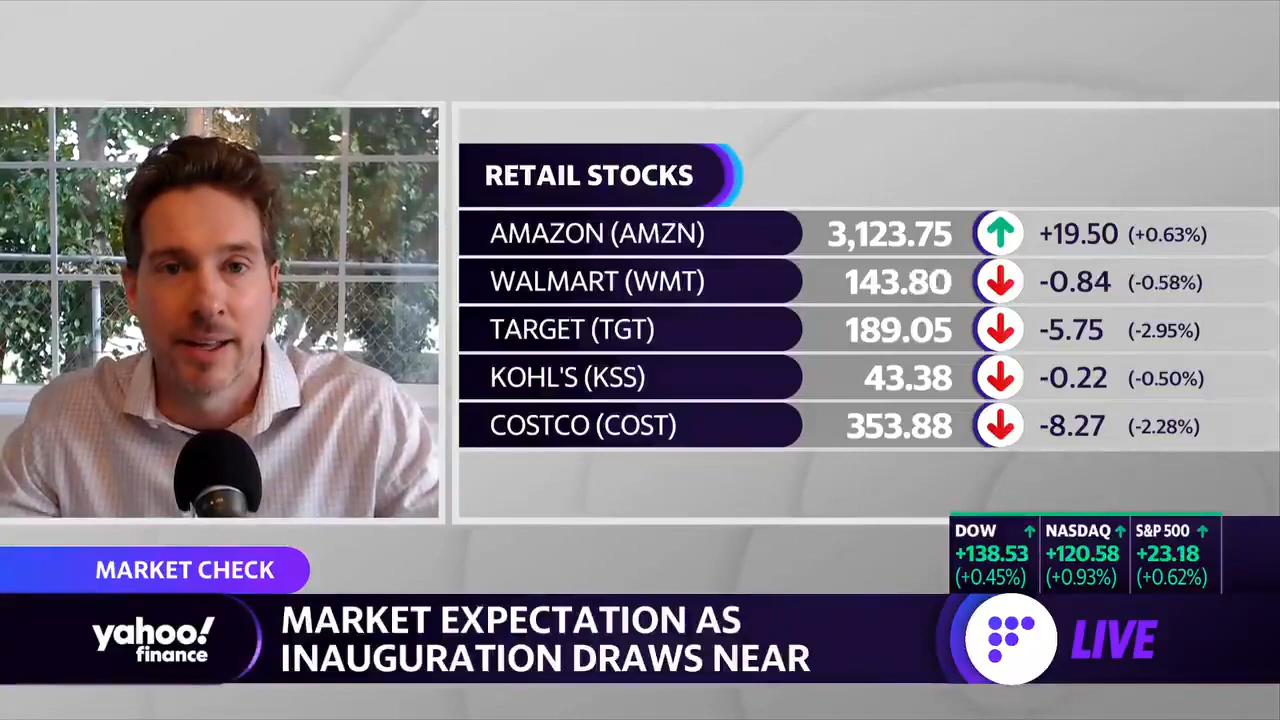 RETAIL STOCKS
AMAZON (AMZN) 3,123.75 +19.50 (+0.63%)
WALMART (WMT) 143.80 -0.84 (-0.58%)
TARGET (TGT) 189.05 -5.75 (-2.95%)
KOHL'S (KSS) 43.38 -0.22 (-0.50%)
COSTCO (COST) 353.88 -8.27 (-2.28%)
DOW NASDAQ S&P 500
+138.53 +120.58 +23.18
(+0.45%) (+0.93%) (+0.62%)
MARKET CHECK
yahoo!
finance
MARKET EXPECTATION AS
INAUGURATION DRAWS NEAR
LIVE